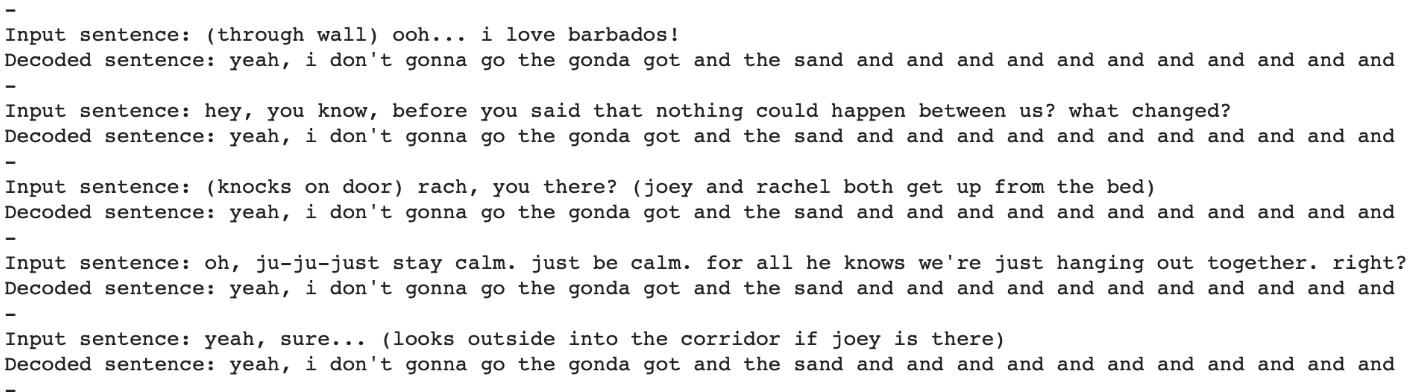 -
Input sentence: (through wall) ooh... i love barbados!
Decoded sentence: yeah, i don't gonna go the gonda got and the sand and and and and and and and and and and and
-
Input sentence: hey, you know, before you said that nothing could happen between us? what changed?
Decoded sentence: yeah, i don't gonna go the gonda got and the sand and and and and and and and and and and and
-
Input sentence: (knocks on door) rach, you there? (joey and rachel both get up from the bed)
Decoded sentence: yeah, i don't gonna go the gonda got and the sand and and and and and and and and and and and
-
Input sentence: oh, ju-ju-just stay calm. just be calm. for all he knows we're just hanging out together. right?
Decoded sentence: yeah, i don't gonna go the gonda got and the sand and and and and and and and and and and and
-
Input sentence: yeah, sure... (looks outside into the corridor if joey is there)
Decoded sentence: yeah, i don't gonna go the gonda got and the sand and and and and and and and and and and and
-